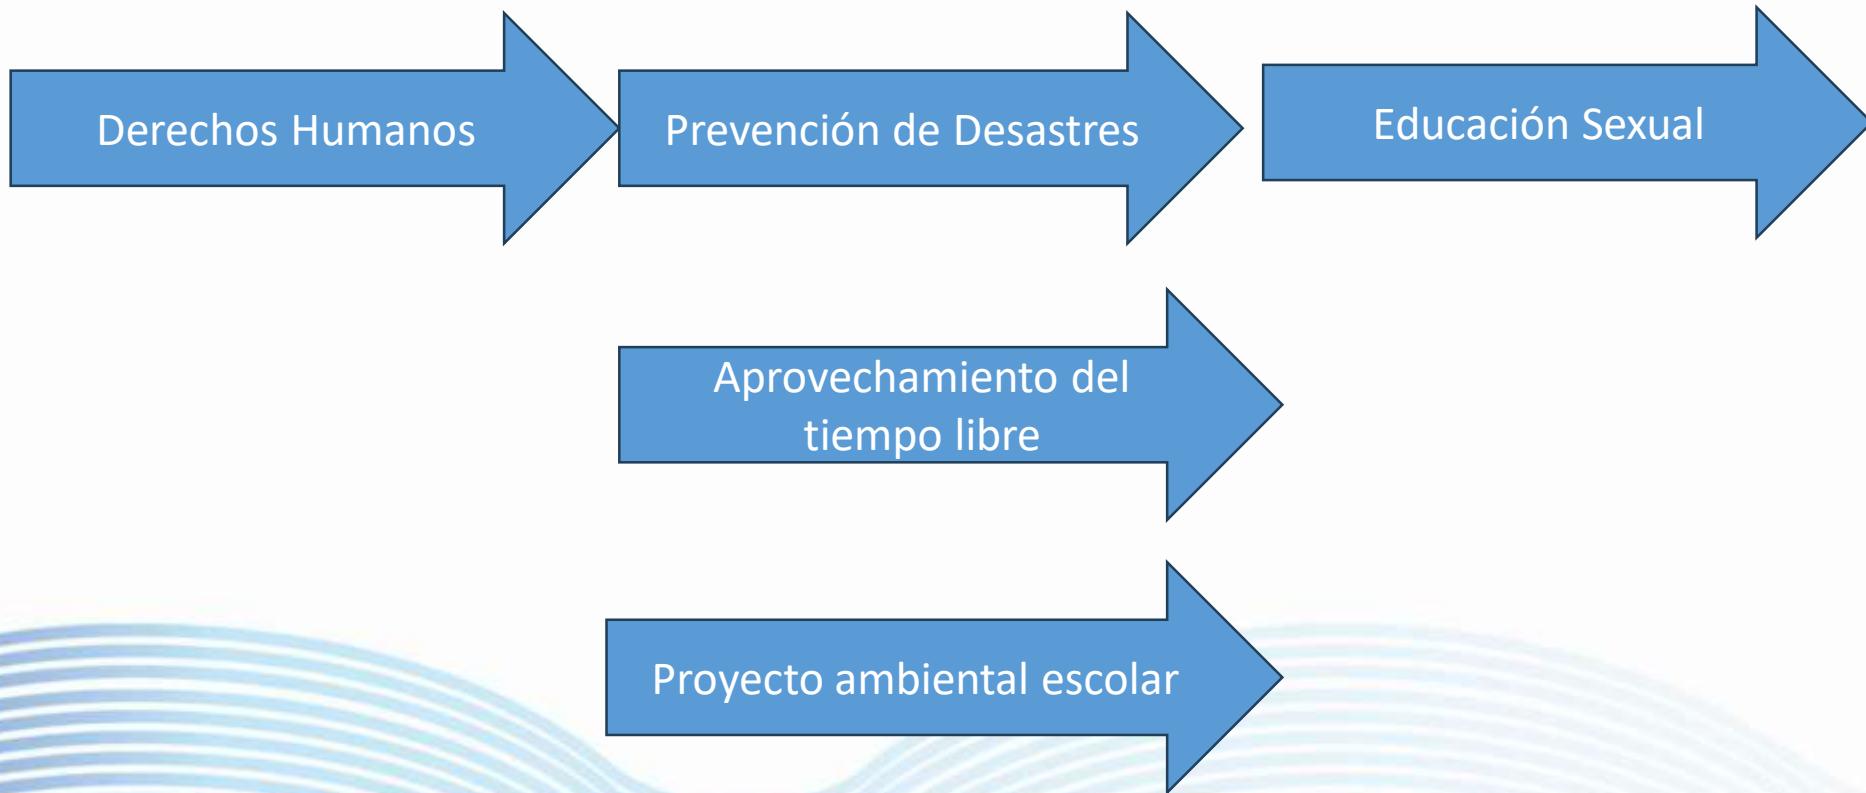 Derechos Humanos
Prevención de Desastres
Educación Sexual
Aprovechamiento del
tiempo libre
Proyecto ambiental escolar